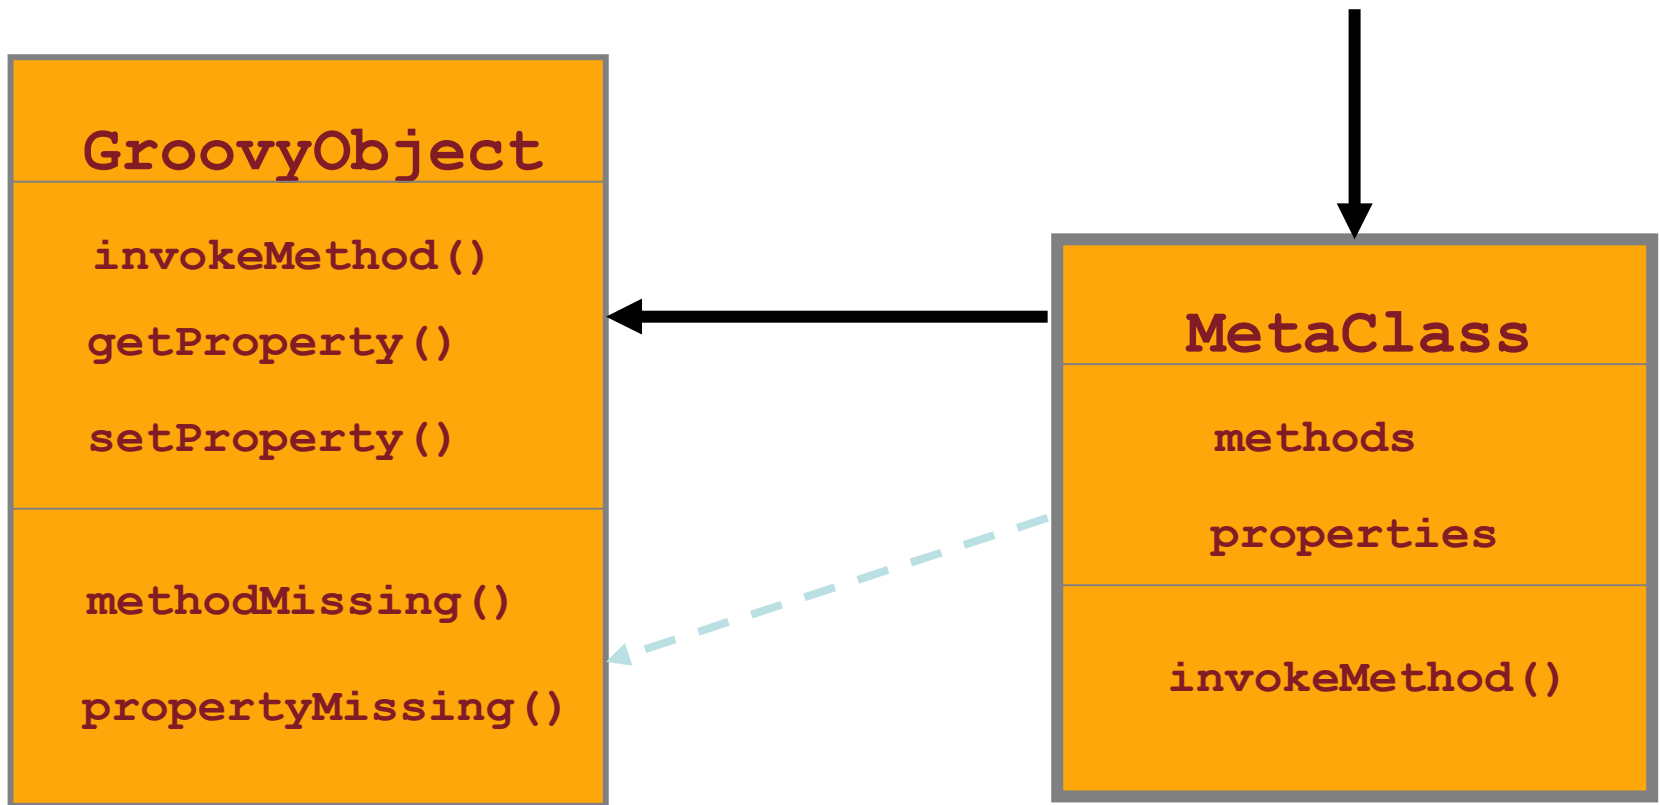 GroovyObject
invokeMethod()
getProperty()
setProperty()
methodMissing()
propertyMissing()
MetaClass
methods
properties
invokeMethod()